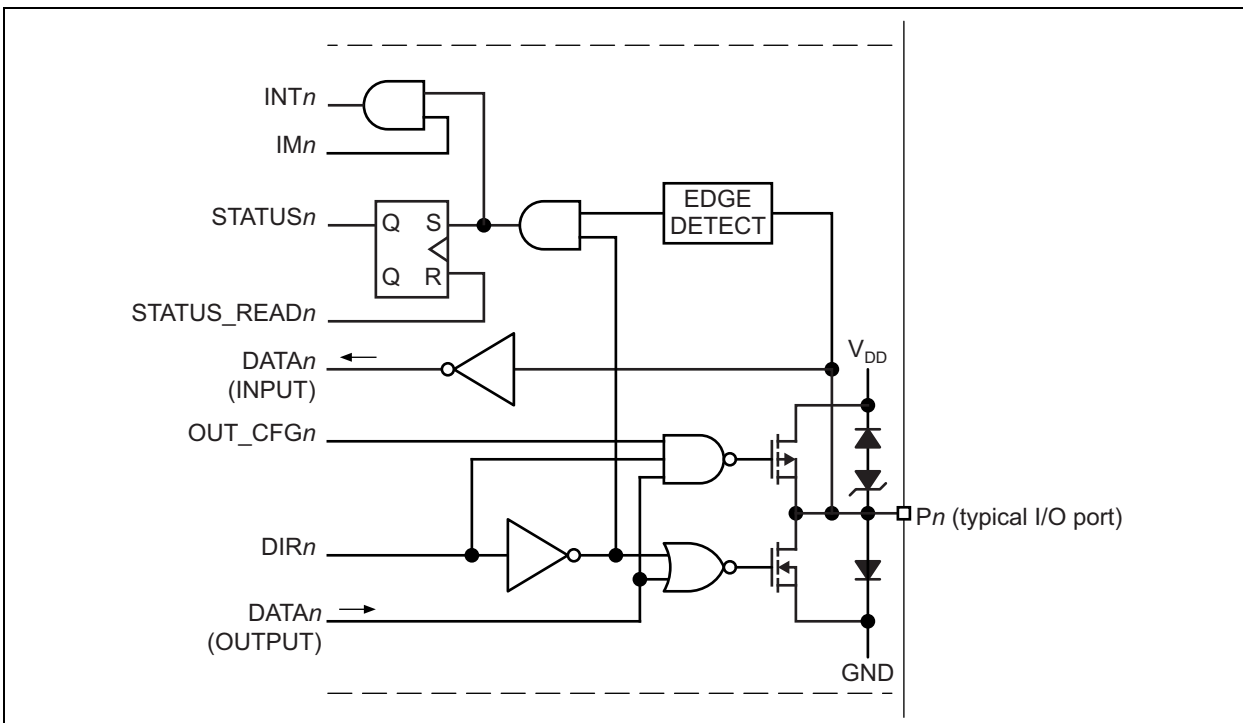 INTn
IMn
EDGE
DETECT
STATUSn
Q S
Q R
STATUS_READn
DATAn
(INPUT)
VDD
OUT_CFGn
Pn (typical I/O port)
DIRn
DATAn
(OUTPUT)
GND